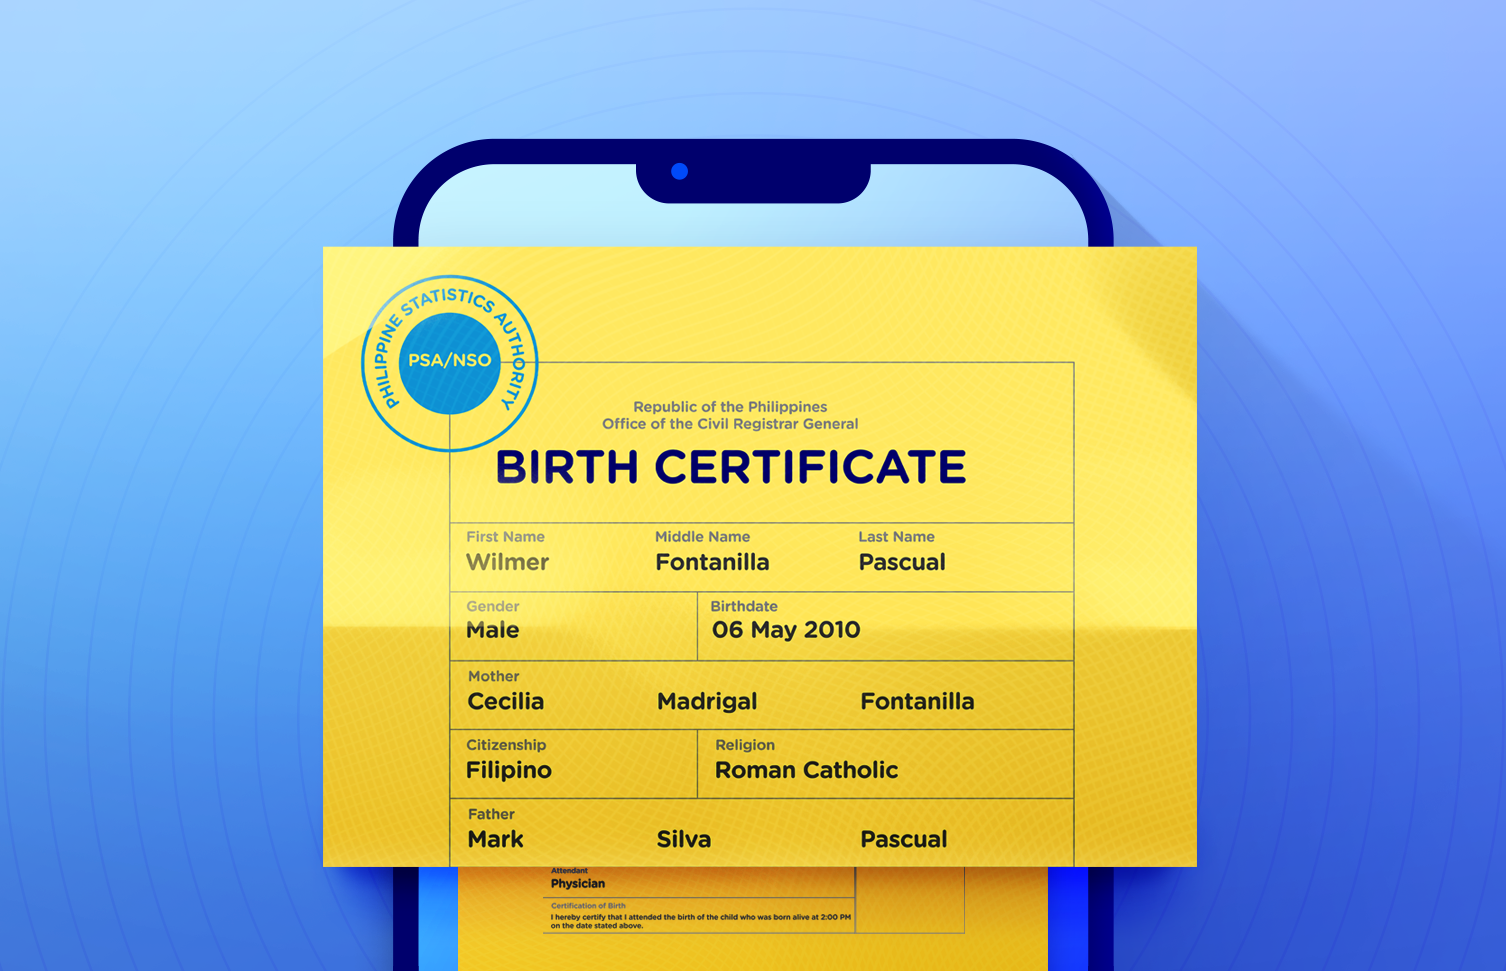 PHILIPPINE STATISTICS AUTHORITY
PSA/NSO
Republic of the Philippines
Office of the Civil Registrar General
BIRTH CERTIFICATE
First Name Middle Name Last Name
Wilmer Fontanilla Pascual
Gender Birthdate
Male 06 May 2010
Mother
Cecilia Madrigal Fontanilla
Citizenship Religion
Filipino Roman Catholic
Father
Mark Silva Pascual
Attendant
Physician
Certification of Birth
I hereby certify that I attended the birth of the child who was born alive at 2:00 PM
on the date stated above.